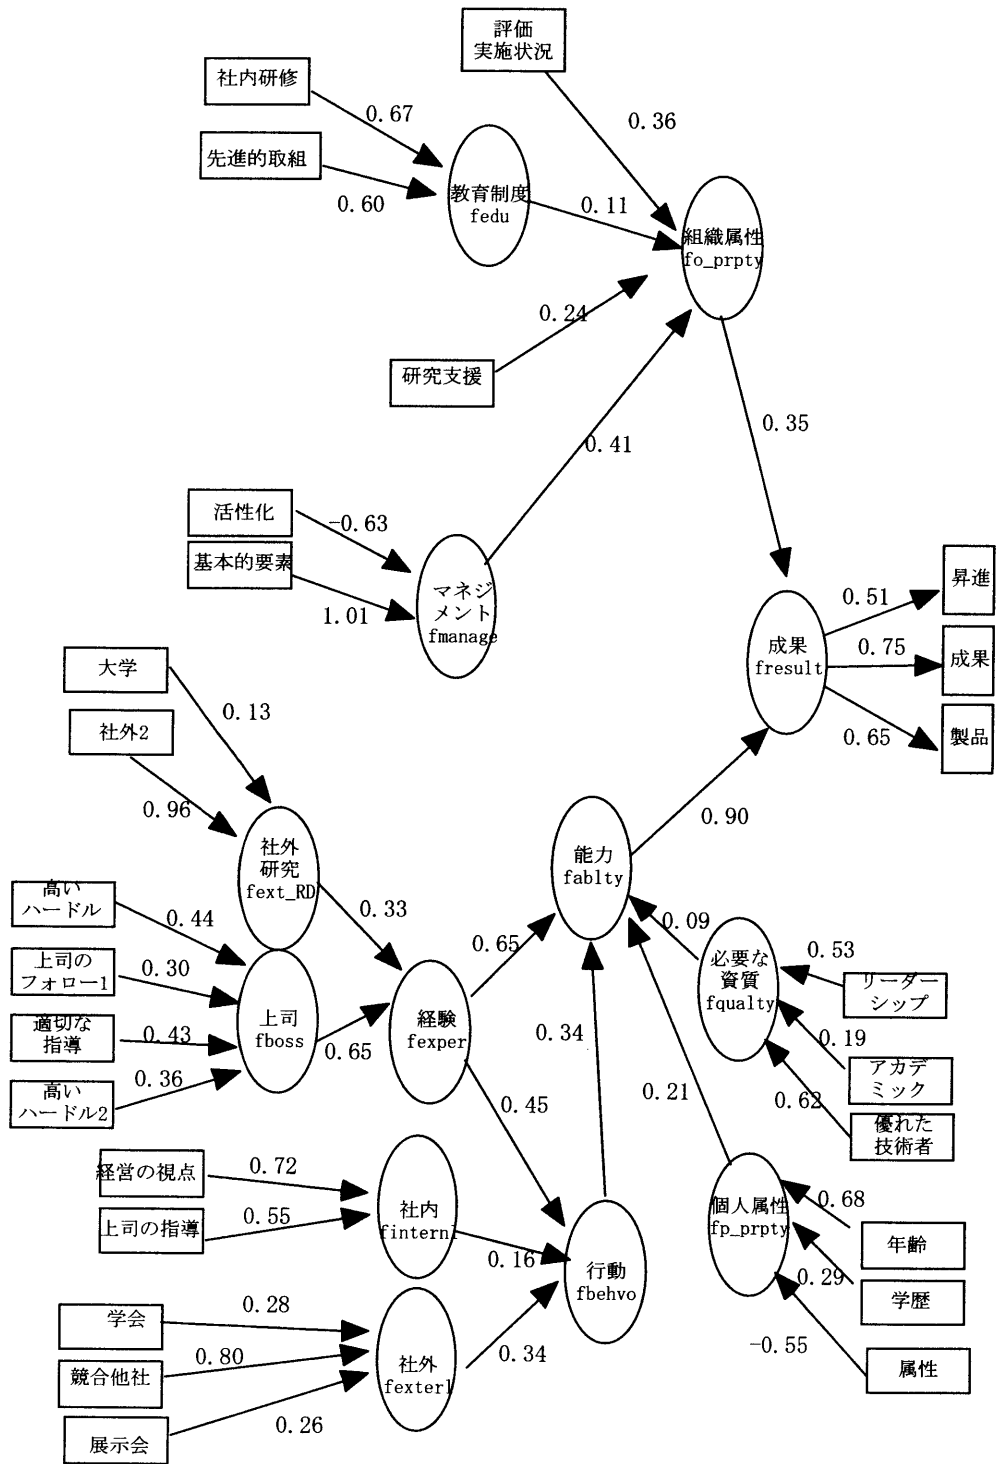 評価
実施状況
社内研修
0.67
0.36
先進的取組
0.60
教育制度
fedu
0.11
組織属性
fo_prpty
0.24
研究支援
0.35
0.41
活性化
-0.63
基本的要素
1.01
マネジ
メント
fmanage
昇進
0.51
成果
fresult
0.75
成果
0.65
製品
大学
0.13
社外2
0.96
0.90
社外
研究
fext_RD
能力
fablty
高い
ハードル
0.44
0.33
0.09
0.65
上司の
フォロー1
0.30
必要な
資質
fqualty
0.53
リーダー
シップ
適切な
指導
0.43
上司
fboss
0.65
経験
fexper
0.34
0.19
アカデ
ミック
高い
ハードル2
0.36
0.21
0.62
優れた
技術者
0.45
経営の視点
0.72
上司の指導
0.55
社内
finternl
0.16
個人属性
fp_prpty
0.68
年齢
行動
fbehvo
0.29
学歴
学会
0.28
競合他社
0.80
社外
fexterl
0.34
-0.55
属性
展示会
0.26